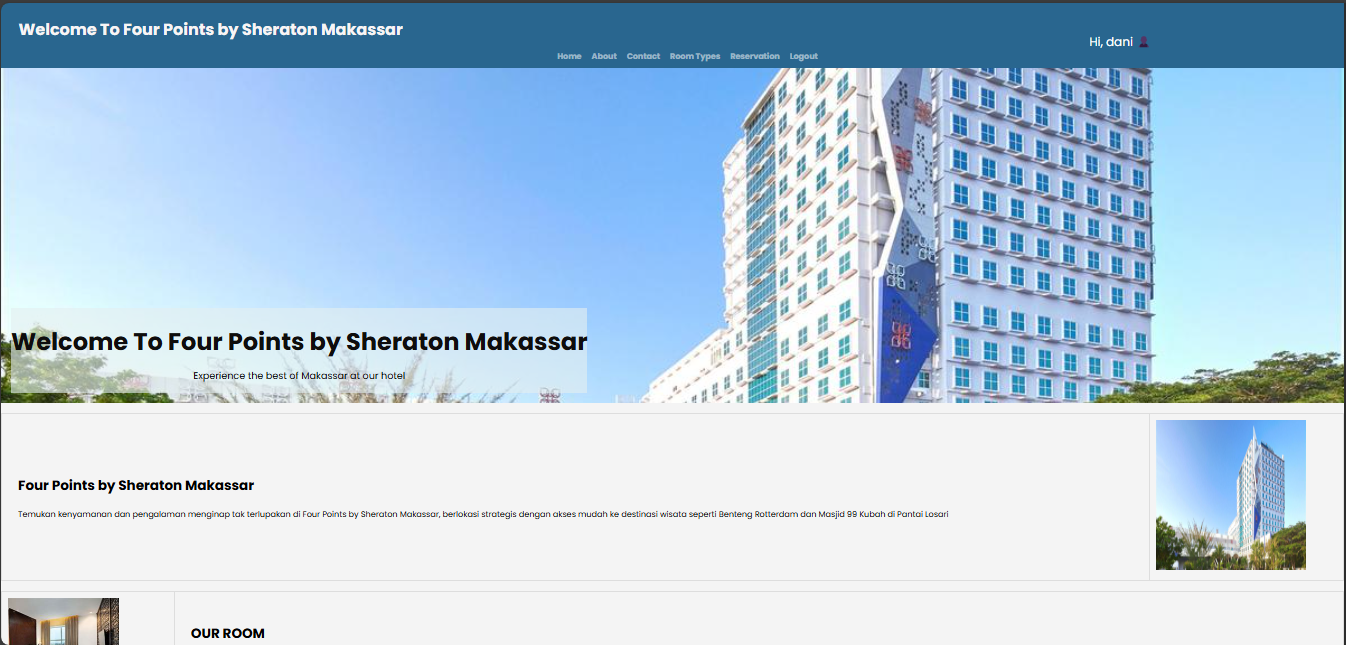 Welcome To Four Points by Sheraton Makassar
Hi, dani
Home About Contact Room Types Reservation Logout
Welcome To Four Points by Sheraton Makassar
Experience the best of Makassar at our hotel
Four Points by Sheraton Makassar
Temukan kenyamanan dan pengalaman menginap tak terlupakan di Four Points by Sheraton Makassar, berlokasi strategis dengan akses mudah ke destinasi wisata seperti Benteng Rotterdam dan Masjid 99 Kubah di Pantai Losari
OUR ROOM